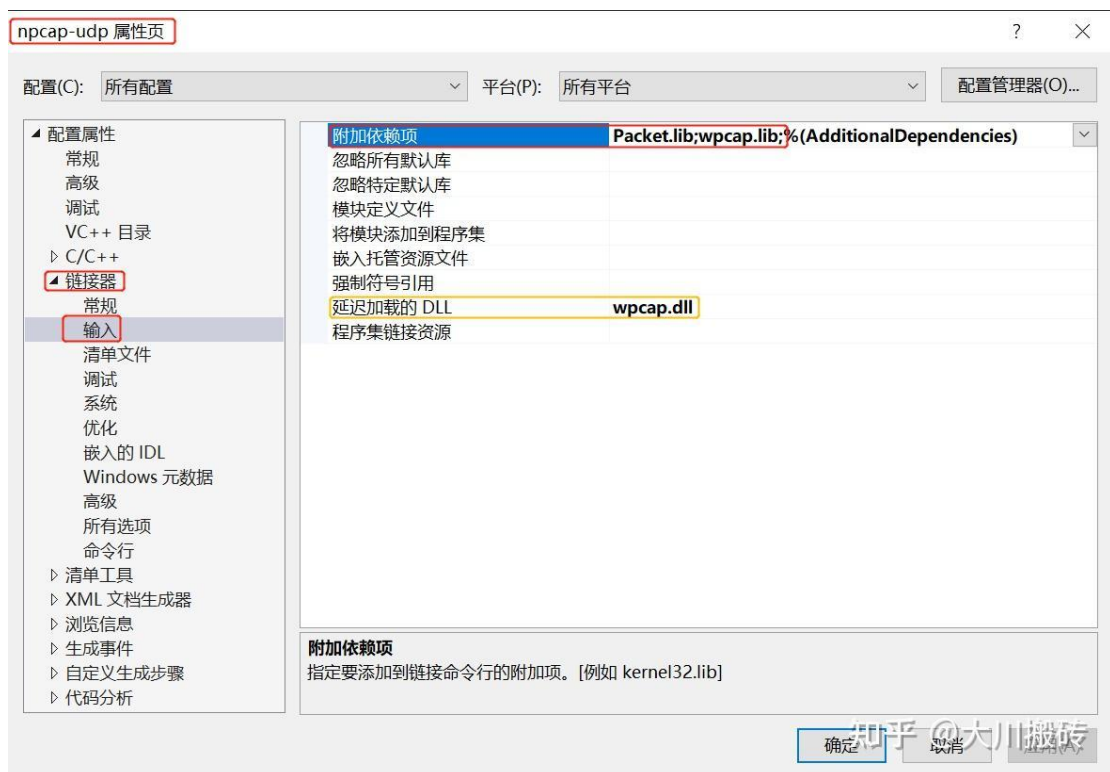 npcap-udp 属性页
?
配置(C): 所有配置 平台(P): 所有平台 配置管理器(O)...
配置属性
常规
高级
调试
VC++ 目录
C/C++
链接器
常规
输入
清单文件
调试
系统
优化
嵌入的 IDL
Windows 元数据
高级
所有选项
命令行
清单工具
XML 文档生成器
浏览信息
生成事件
自定义生成步骤
代码分析
附加依赖项 Packet.lib;wpcap.lib;%(AdditionalDependencies)
忽略所有默认库
忽略特定默认库
模块定义文件
将模块添加到程序集
嵌入托管资源文件
强制符号引用
延迟加载的 DLL wpcap.dll
程序集链接资源
附加依赖项
指定要添加到链接命令行的附加项。[例如 kernel32.lib]
确定 取消 应用(A)
知乎 @大川搬砖